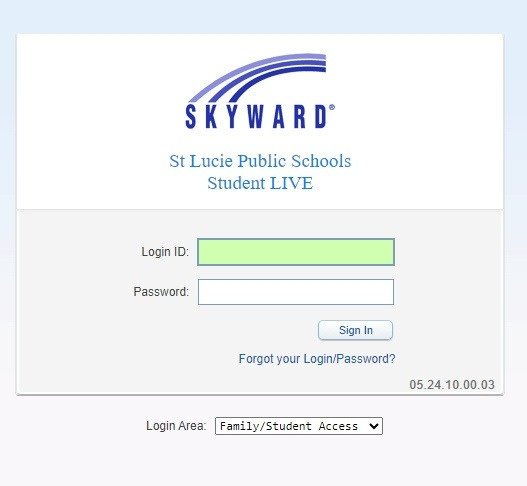 SKYWARD®
St Lucie Public Schools
Student LIVE
Login ID:
Password:
Sign In
Forgot your Login/Password?
05.24.10.00.03
Login Area: Family/Student Access